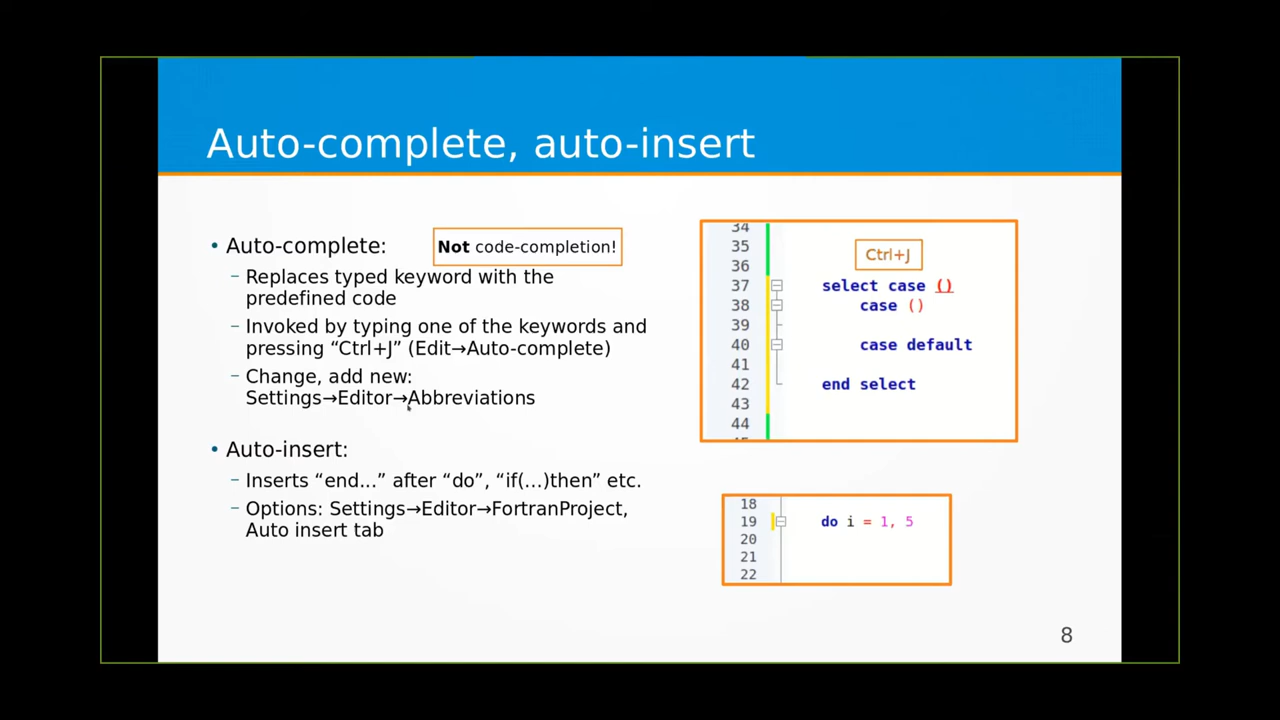 Auto-complete, auto-insert
• Auto-complete:
Not code-completion!
– Replaces typed keyword with the
predefined code
– Invoked by typing one of the keywords and
pressing “Ctrl+J” (Edit→Auto-complete)
– Change, add new:
Settings→Editor→Abbreviations
• Auto-insert:
– Inserts “end...” after “do”, “if(...)then” etc.
– Options: Settings→Editor→FortranProject,
Auto insert tab
34
35
Ctrl+J
36
37 select case ()
38 case ()
39
40 case default
41
42 end select
43
44
18
19 do i = 1, 5
20
21
22
8